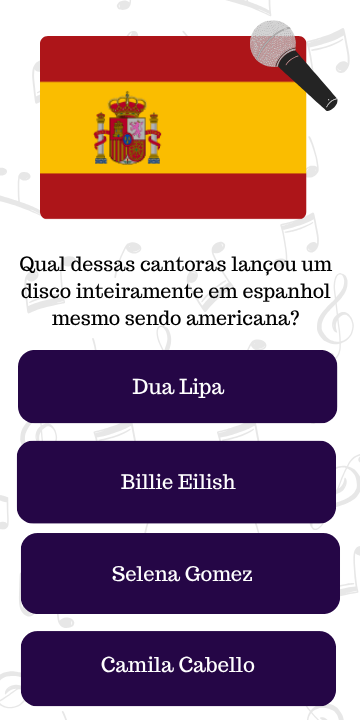 Qual dessas cantoras lançou um
disco inteiramente em espanhol
mesmo sendo americana?
Dua Lipa
Billie Eilish
Selena Gomez
Camila Cabello